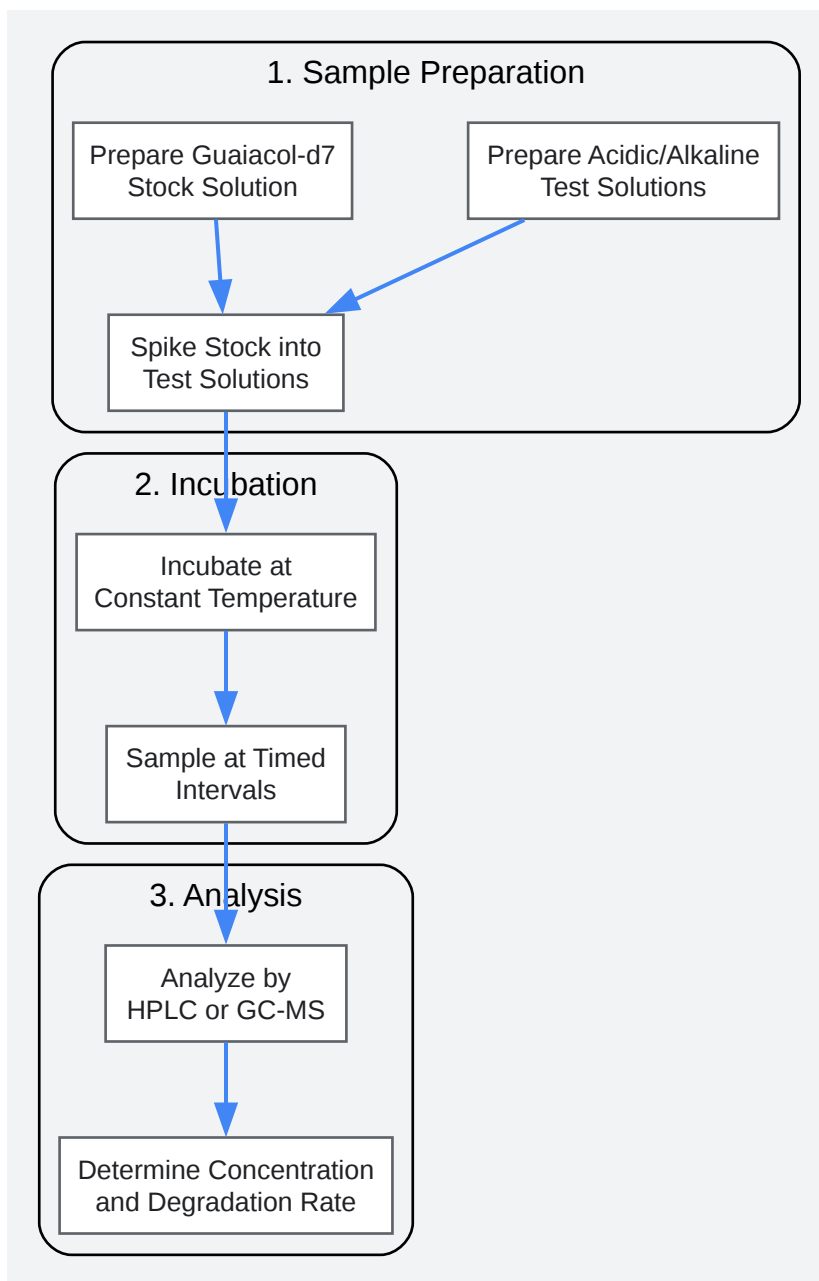 1. Sample Preparation
Prepare Guaiacol-d7
Stock Solution
Prepare Acidic/Alkaline
Test Solutions
Spike Stock into
Test Solutions
2. Incubation
Incubate at
Constant Temperature
Sample at Timed
Intervals
3. Analysis
Analyze by
HPLC or GC-MS
Determine Concentration
and Degradation Rate